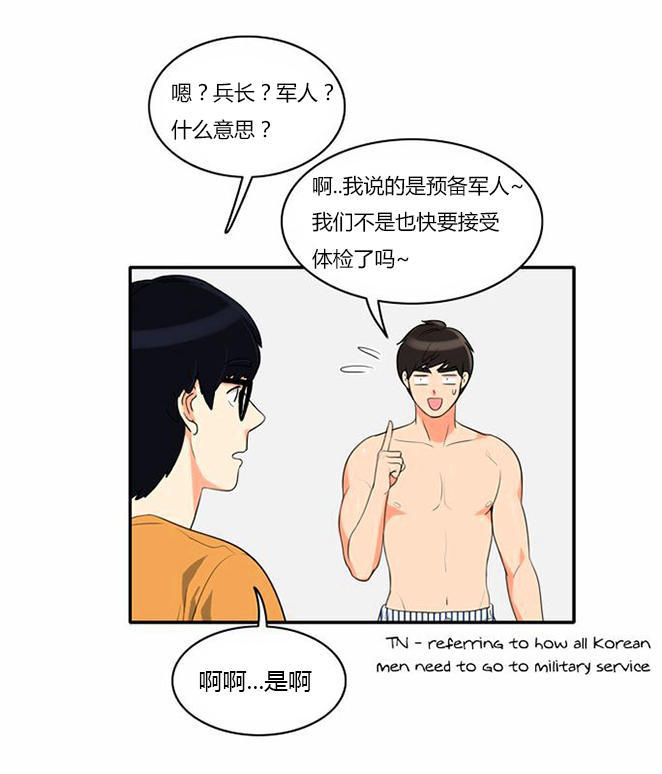 嗯？兵长？军人？
什么意思？
啊..我说的是预备军人~
我们不是也快要接受
体检了吗~
啊啊...是啊
TN - referring to how all Korean
men need to go to military service